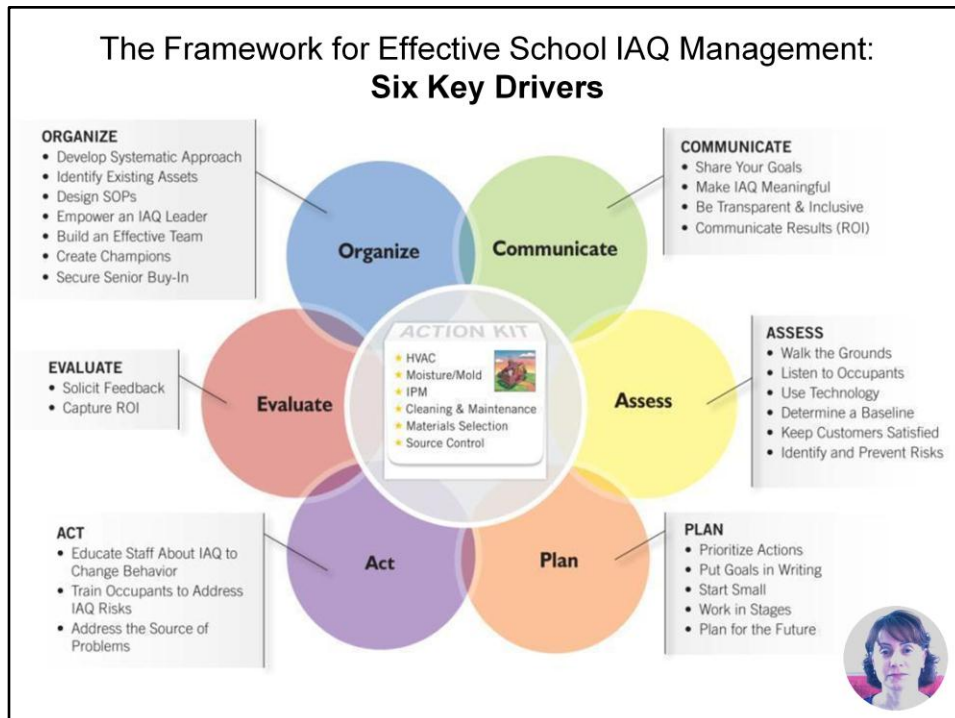 The Framework for Effective School IAQ Management:
Six Key Drivers
ORGANIZE
• Develop Systematic Approach
• Identify Existing Assets
• Design SOPs
• Empower an IAQ Leader
• Build an Effective Team
• Create Champions
• Secure Senior Buy-In
COMMUNICATE
• Share Your Goals
• Make IAQ Meaningful
• Be Transparent & Inclusive
• Communicate Results (ROI)
Organize
Communicate
EVALUATE
• Solicit Feedback
• Capture ROI
Evaluate
ACTION KIT
★ HVAC
★ Moisture/Mold
★ IPM
★ Cleaning & Maintenance
★ Materials Selection
★ Source Control
Assess
ASSESS
• Walk the Grounds
• Listen to Occupants
• Use Technology
• Determine a Baseline
• Keep Customers Satisfied
• Identify and Prevent Risks
ACT
• Educate Staff About IAQ to
Change Behavior
• Train Occupants to Address
IAQ Risks
• Address the Source of
Problems
Act
Plan
PLAN
• Prioritize Actions
• Put Goals in Writing
• Start Small
• Work in Stages
• Plan for the Future